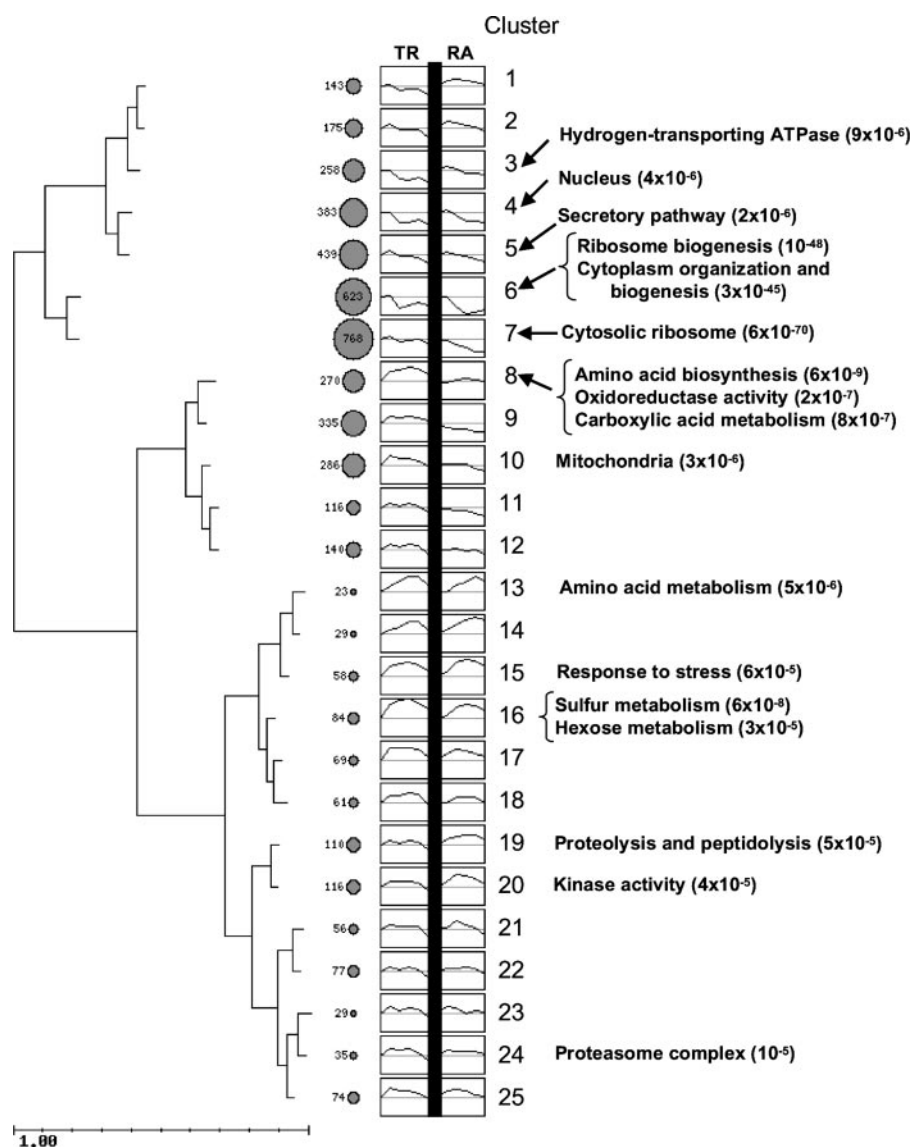 Cluster
TR RA
143 1
175 2
Hydrogen-transporting ATPase (9x10-6)
258 3
Nucleus (4x10-6)
383 4
Secretory pathway (2x10-6)
439 5
Ribosome biogenesis (10-48)
Cytoplasm organization and
623 6
biogenesis (3x10-45)
768 7 Cytosolic ribosome (6x10-70)
270 8 Amino acid biosynthesis (6x10-9)
Oxidoreductase activity (2x10-7)
335 9 Carboxylic acid metabolism (8x10-7)
286 10 Mitochondria (3x10-6)
116 11
140 12
23 13 Amino acid metabolism (5x10-6)
29 14
58 15 Response to stress (6x10-5)
84 16 Sulfur metabolism (6x10-8)
Hexose metabolism (3x10-5)
69 17
61 18
110 19 Proteolysis and peptidolysis (5x10-5)
116 20 Kinase activity (4x10-5)
56 21
77 22
29 23
35 24 Proteasome complex (10-5)
74 25
1.00